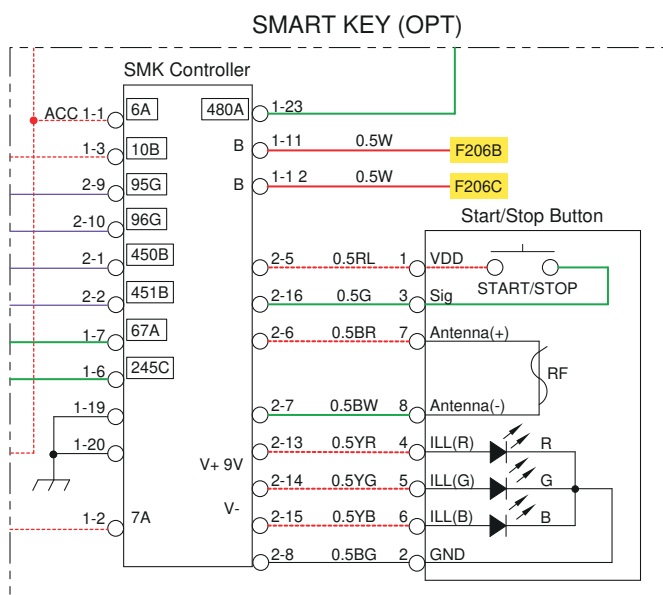 SMART KEY (OPT)
SMK Controller
ACC 1-1 6A 480A 1-23
1-3 10B B 1-11 0.5W F206B
2-9 95G B 1-1 2 0.5W F206C
2-10 96G Start/Stop Button
2-1 450B 2-5 0.5RL 1 VDD
START/STOP
2-2 451B 2-16 0.5G 3 Sig
1-7 67A 2-6 0.5BR 7 Antenna(+)
1-6 245C RF
1-19 2-7 0.5BW 8 Antenna(-)
1-20 2-13 0.5YR 4 ILL(R) R
V+ 9V
2-14 0.5YG 5 ILL(G) G
V-
1-2 7A 2-15 0.5YB 6 ILL(B) B
2-8 0.5BG 2 GND